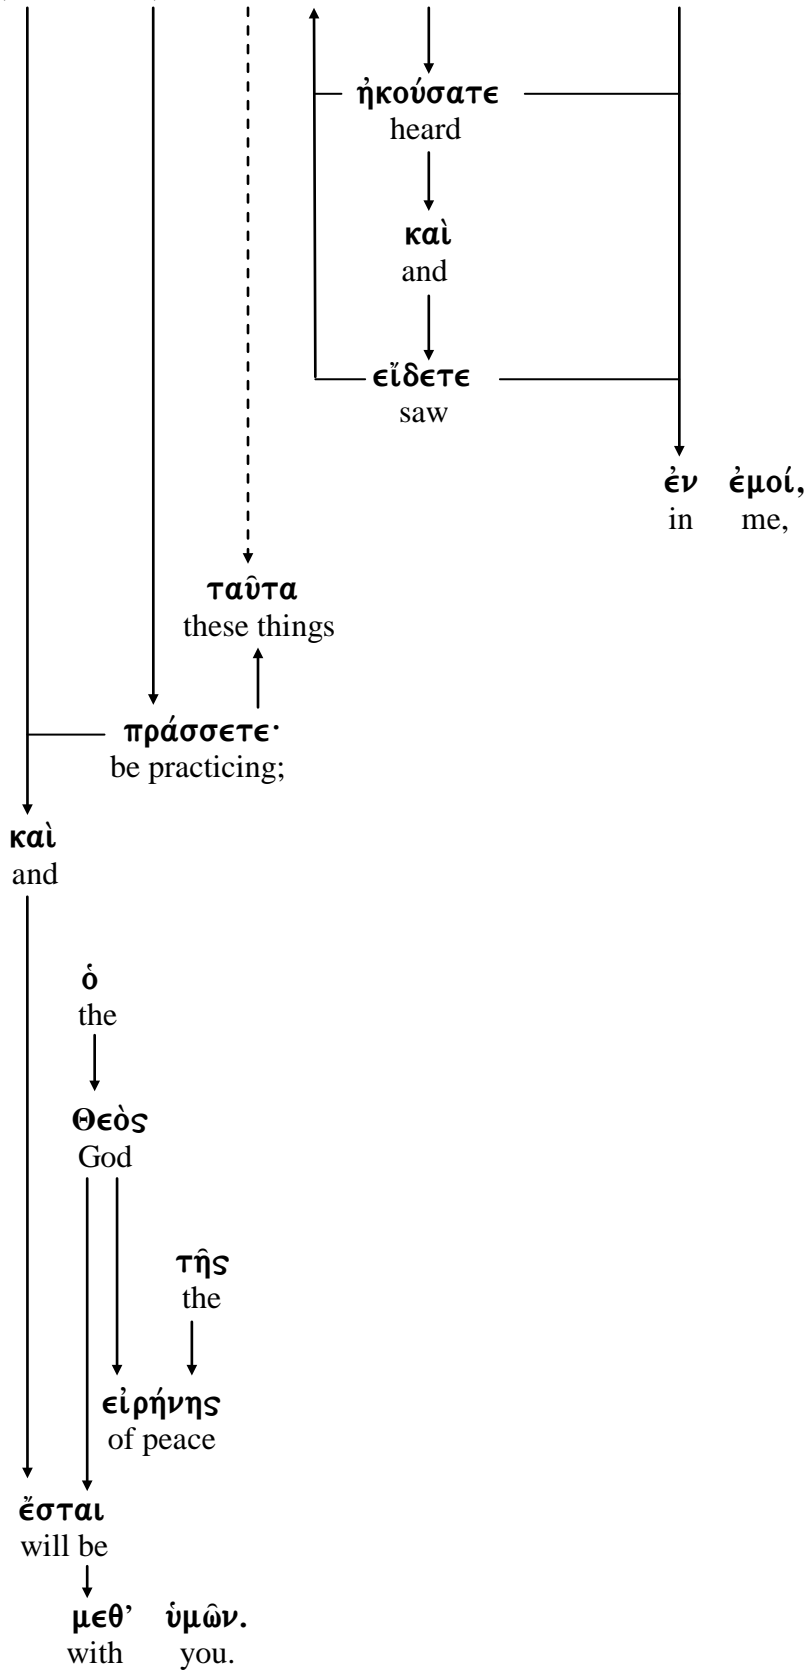 ἠκούσατε
heard
καὶ
and
εἴδετε
saw
ἐν ἐμοί,
in me,
ταῦτα
these things
πράσσετε·
be practicing;
καὶ
and
ὁ
the
Θεὸς
God
τῆς
the
εἰρήνης
of peace
ἔσται
will be
μεθ’ ὑμῶν.
with you.